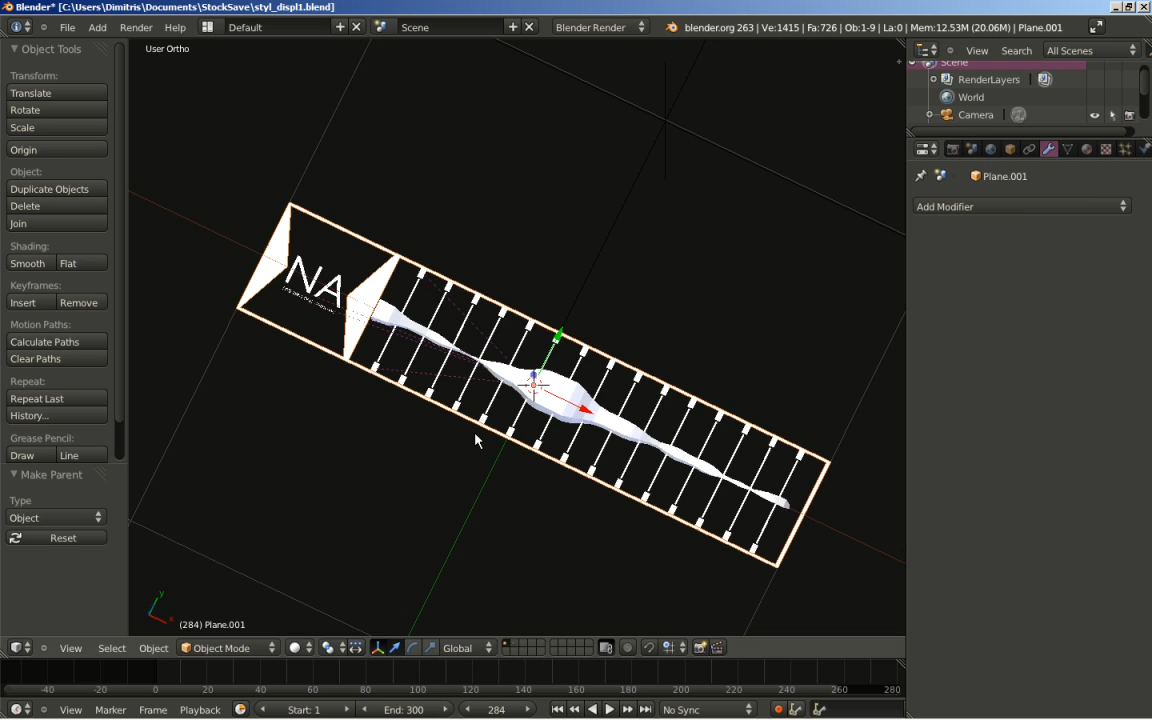 Blender* [C:\Users\Dimitris\Documents\StockSave\styl_displ1.blend]
File Add Render Help Default Scene Blender Render blender.org 263 | Ve:1415 | Fa:726 | Ob:1-9 | La:0 | Mem:12.53M (20.06M) | Plane.001
Object Tools
Transform:
Translate
Rotate
Scale
Origin
Object:
Duplicate Objects
Delete
Join
Shading:
Smooth Flat
Keyframes:
Insert Remove
Motion Paths:
Calculate Paths
Clear Paths
Repeat:
Repeat Last
History...
Grease Pencil:
Draw Line
Make Parent
Type
Object
Reset
User Ortho
NA
y
x
(284) Plane.001
View Search All Scenes
Scene
RenderLayers
World
Camera
Plane.001
Add Modifier
View Select Object Object Mode Global
-40 -20 0 20 40 60 80 100 120 140 160 180 200 220 240 260 280
View Marker Frame Playback Start: 1 End: 300 284 No Sync